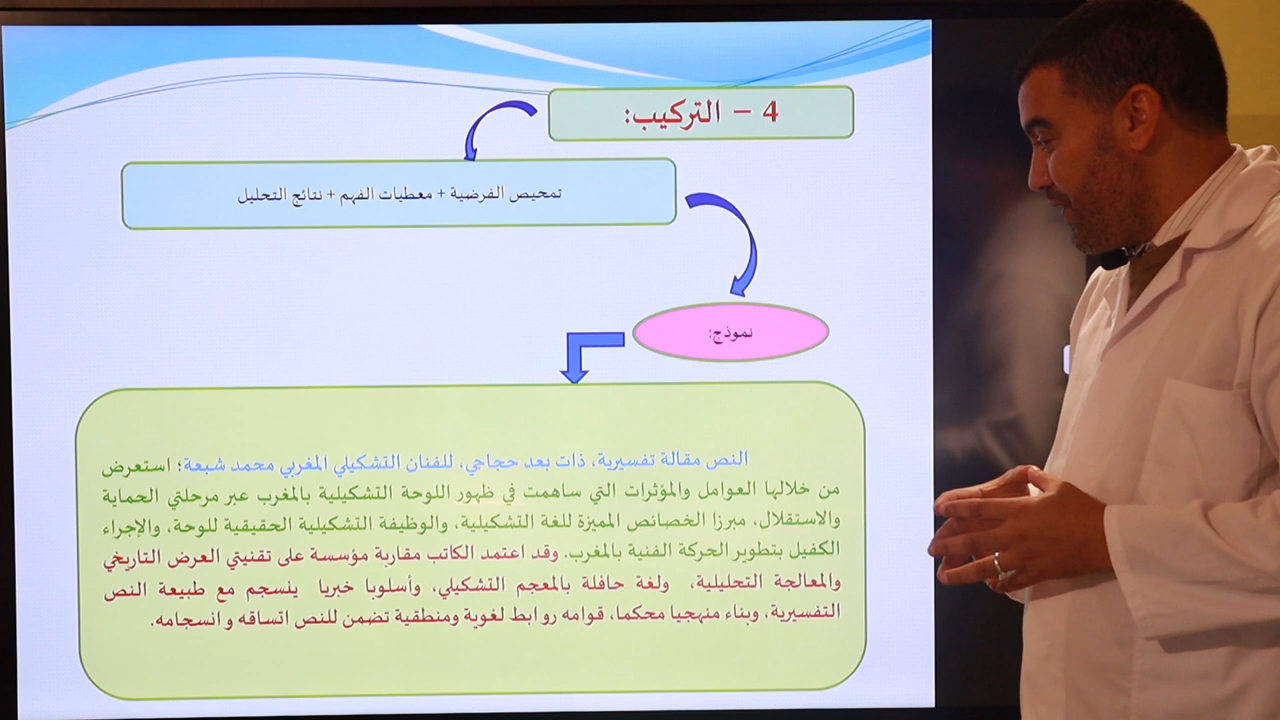 4 – التركيب:
تمحيص الفرضية + معطيات الفهم + نتائج التحليل
نموذج:
النص مقالة تفسيرية، ذات بعد حجاجي، للفنان التشكيلي المغربي محمد شبعة؛ استعرض
من خلالها العوامل والمؤثرات التي ساهمت في ظهور اللوحة التشكيلية بالمغرب عبر مرحلتي الحماية
والاستقلال، مبرزا الخصائص المميزة للغة التشكيلية، والوظيفة التشكيلية الحقيقية للوحة، والإجراء
الكفيل بتطوير الحركة الفنية بالمغرب. وقد اعتمد الكاتب مقاربة مؤسسة على تقنيتي العرض التاريخي
والمعالجة التحليلية، ولغة حافلة بالمعجم التشكيلي، وأسلوبا خبريا ينسجم مع طبيعة النص
التفسيرية، وبناء منهجيا محكما، قوامه روابط لغوية ومنطقية تضمن للنص اتساقه وانسجامه.